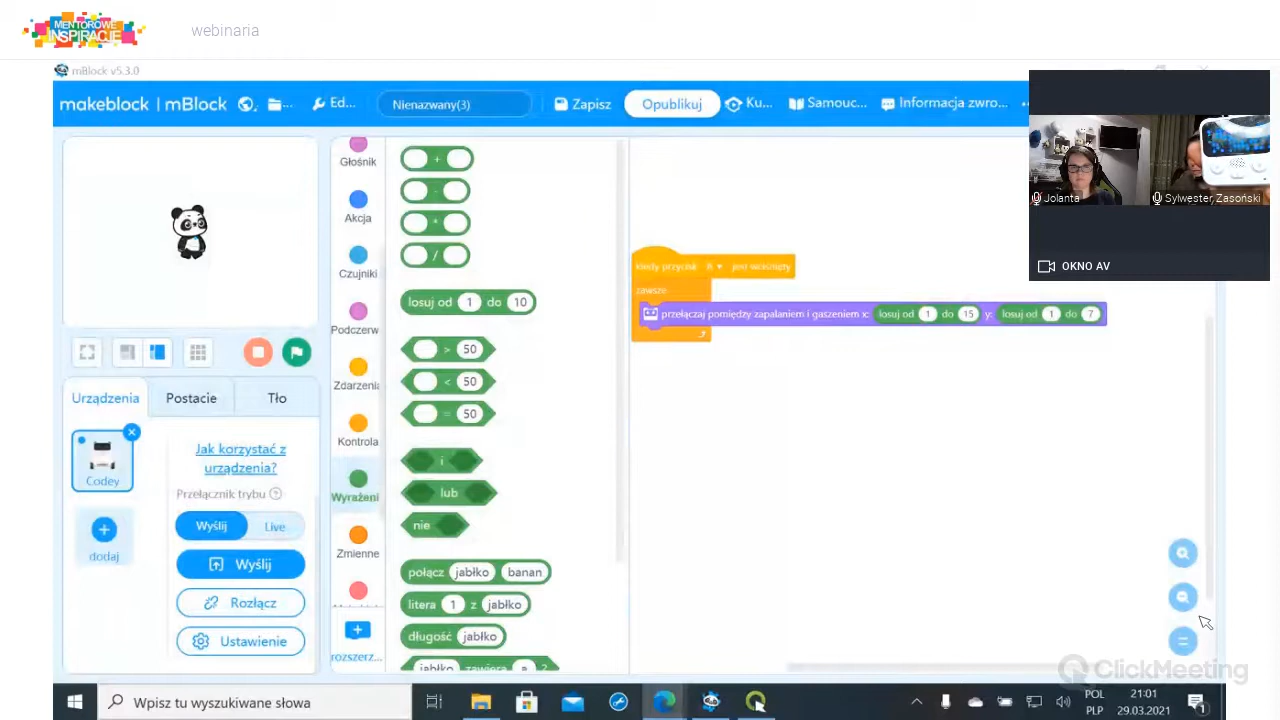 MENTOROWE
INSPIRACJE
webinaria
mBlock v5.3.0
makeblock | mBlock
Ed...
Nienazwany(3)
Zapisz
Opublikuj
Ku...
Samouc...
Informacja zwro...
Jolanta
Sylwester, Zasoński
OKNO AV
Głośnik
Akcja
Czujniki
Podczerw
Zdarzenia
Kontrola
Wyrażeni
Zmienne
rozszerz...
+
-
*
/
losuj od 1 do 10
> 50
< 50
= 50
i
lub
nie
połącz jabłko banan
litera 1 z jabłko
długość jabłko
jabłko zawiera a ?
kiedy przycisk B jest naciśnięty
zawsze
przełączaj pomiędzy zapalaniem i gaszeniem x: losuj od 1 do 15 y: losuj od 1 do 7
Urządzenia
Postacie
Tło
Codey
dodaj
Jak korzystać z
urządzenia?
Przełącznik trybu
Wyślij
Live
Wyślij
Rozłącz
Ustawienie
ClickMeeting
Wpisz tu wyszukiwane słowa
POL
PLP
21:01
29.03.2021
1